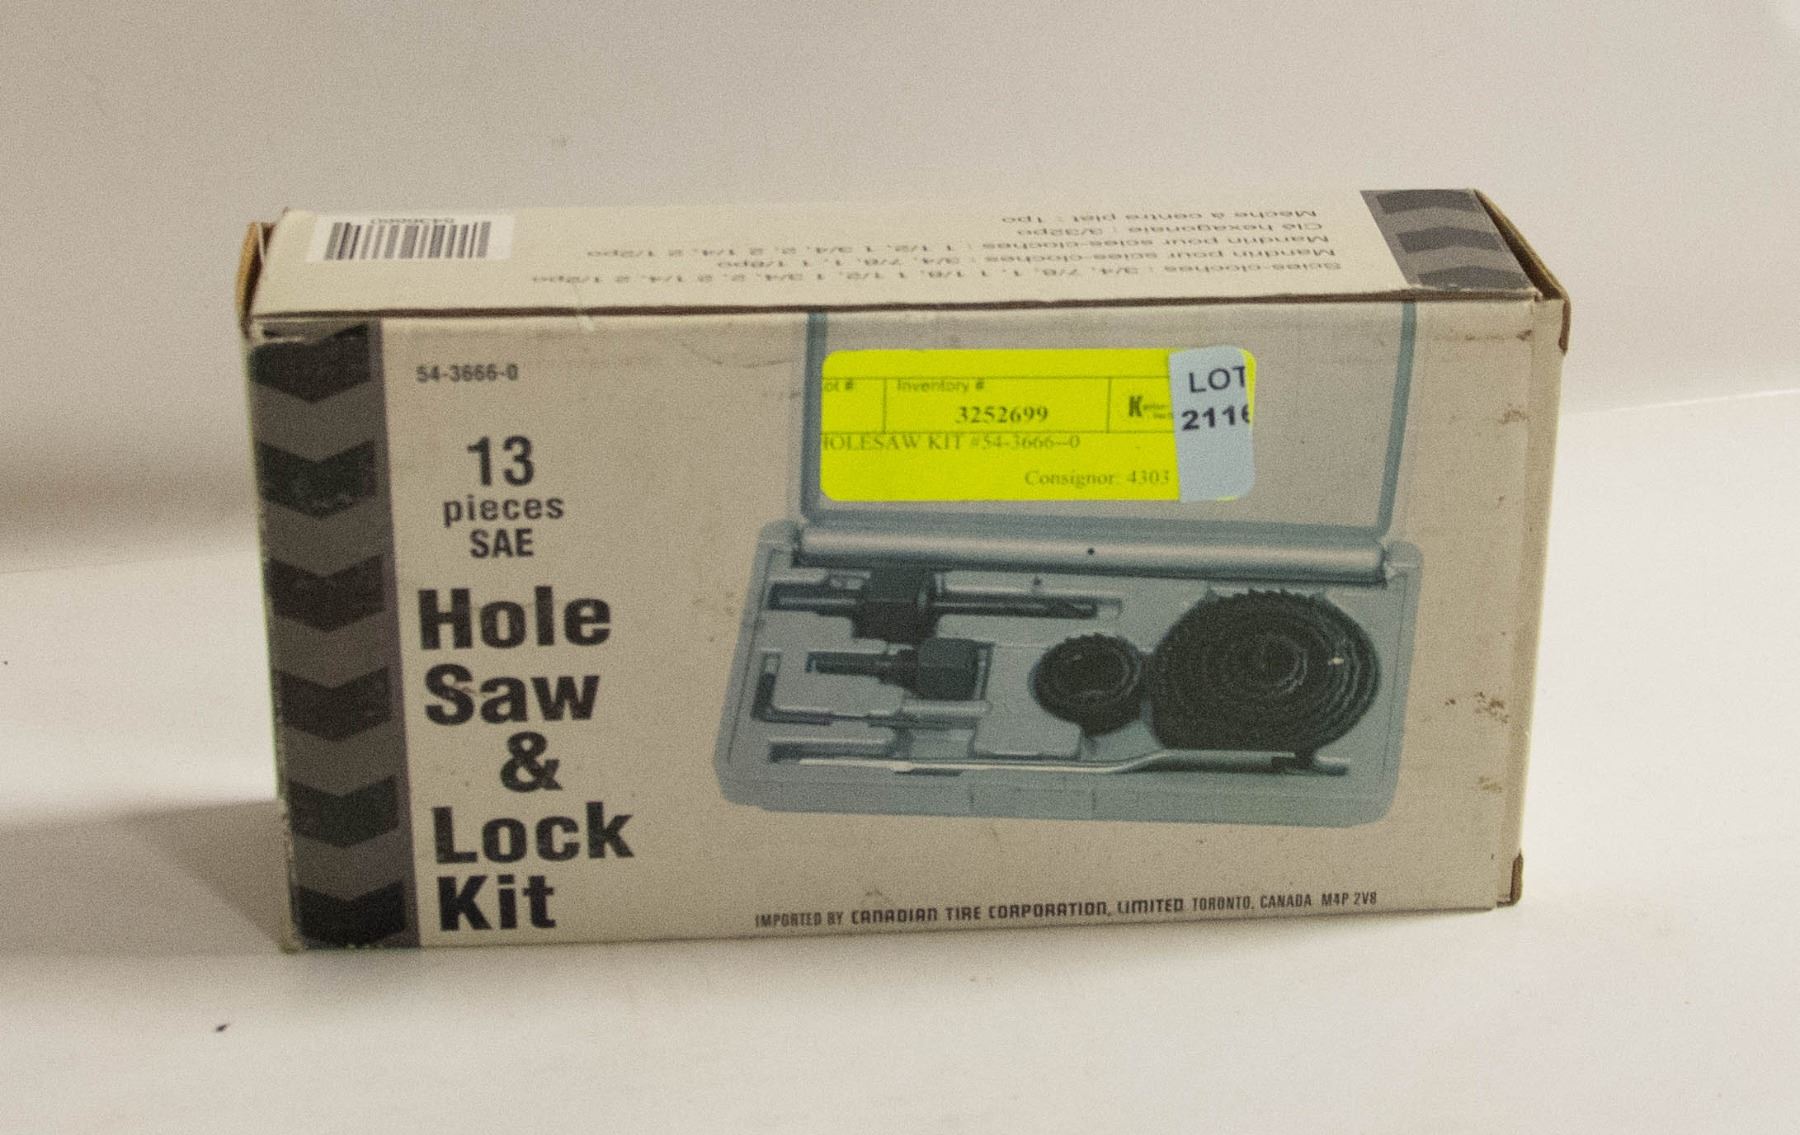 5436660
Scies-cloches : 3/4, 7/8, 1, 1 1/8, 1 1/2, 1 3/4, 2, 2 1/4, 2 1/2po
Mandrin pour scies-cloches : 3/4, 7/8, 1, 1 1/8po
Mandrin pour scies-cloches : 1 1/2, 1 3/4, 2, 2 1/4, 2 1/2po
Clé hexagonale : 3/32po
Mèche à centre plat : 1po
54-3666-0
13
pieces
SAE
Hole
Saw
&
Lock
Kit
ot # Inventory #
3252699
K
HOLESAW KIT #54-3666--0
Consignor: 4303
LOT
2116
IMPORTED BY CANADIAN TIRE CORPORATION, LIMITED TORONTO, CANADA M4P 2V8